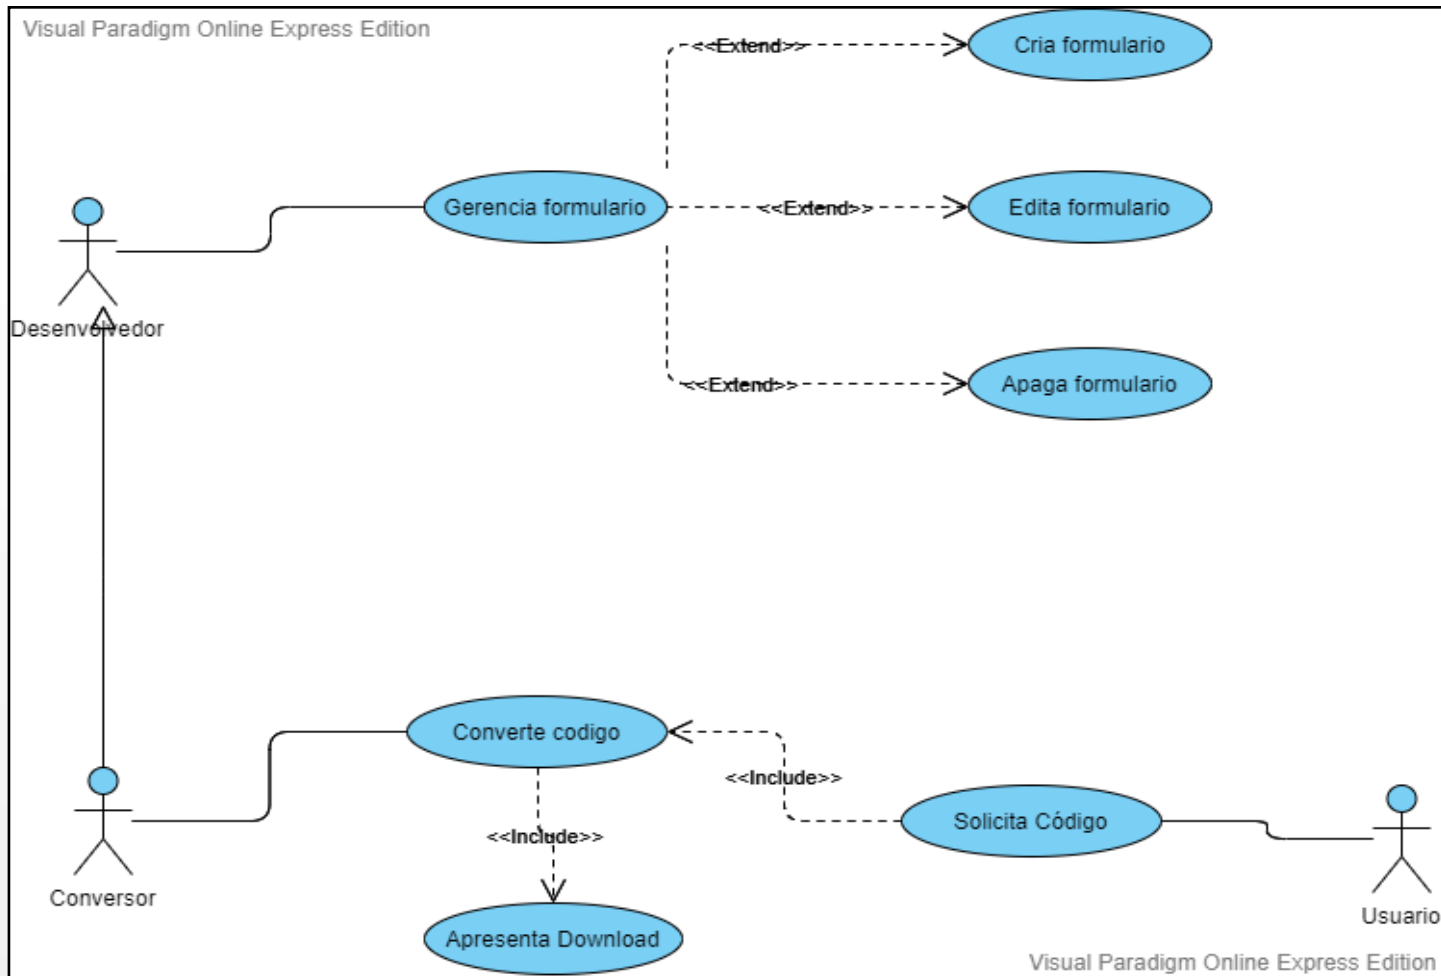 Visual Paradigm Online Express Edition
<<Extend>>
Cria formulario
Gerencia formulario
<<Extend>>
Edita formulario
Desenvolvedor
<<Extend>>
Apaga formulario
Converte codigo
<<Include>>
Solicita Código
<<Include>>
Conversor
Usuario
Apresenta Download
Visual Paradigm Online Express Edition